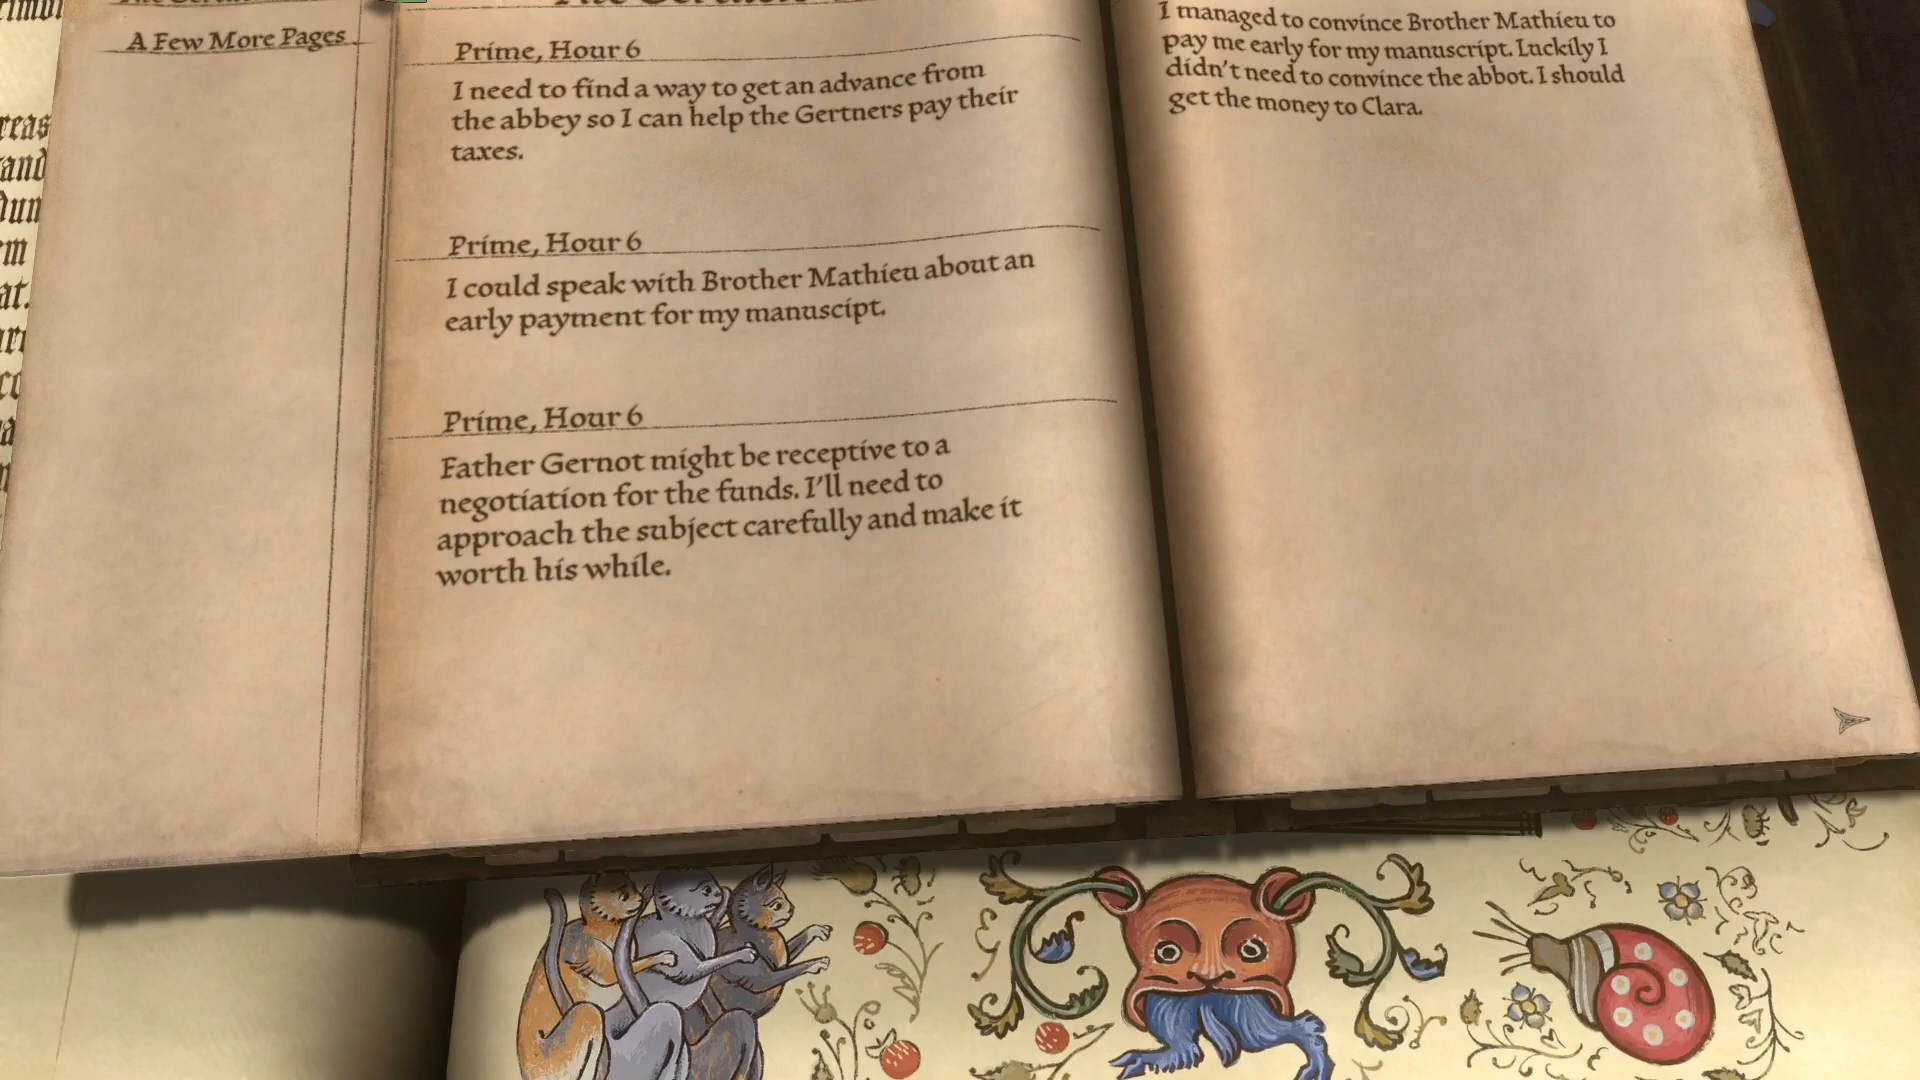 A Few More Pages
Prime, Hour 6
I need to find a way to get an advance from
the abbey so I can help the Gertners pay their
taxes.
Prime, Hour 6
I could speak with Brother Mathieu about an
early payment for my manuscipt.
Prime, Hour 6
Father Gernot might be receptive to a
negotiation for the funds. I'll need to
approach the subject carefully and make it
worth his while.
I managed to convince Brother Mathieu to
pay me early for my manuscript. Luckily I
didn't need to convince the abbot. I should
get the money to Clara.